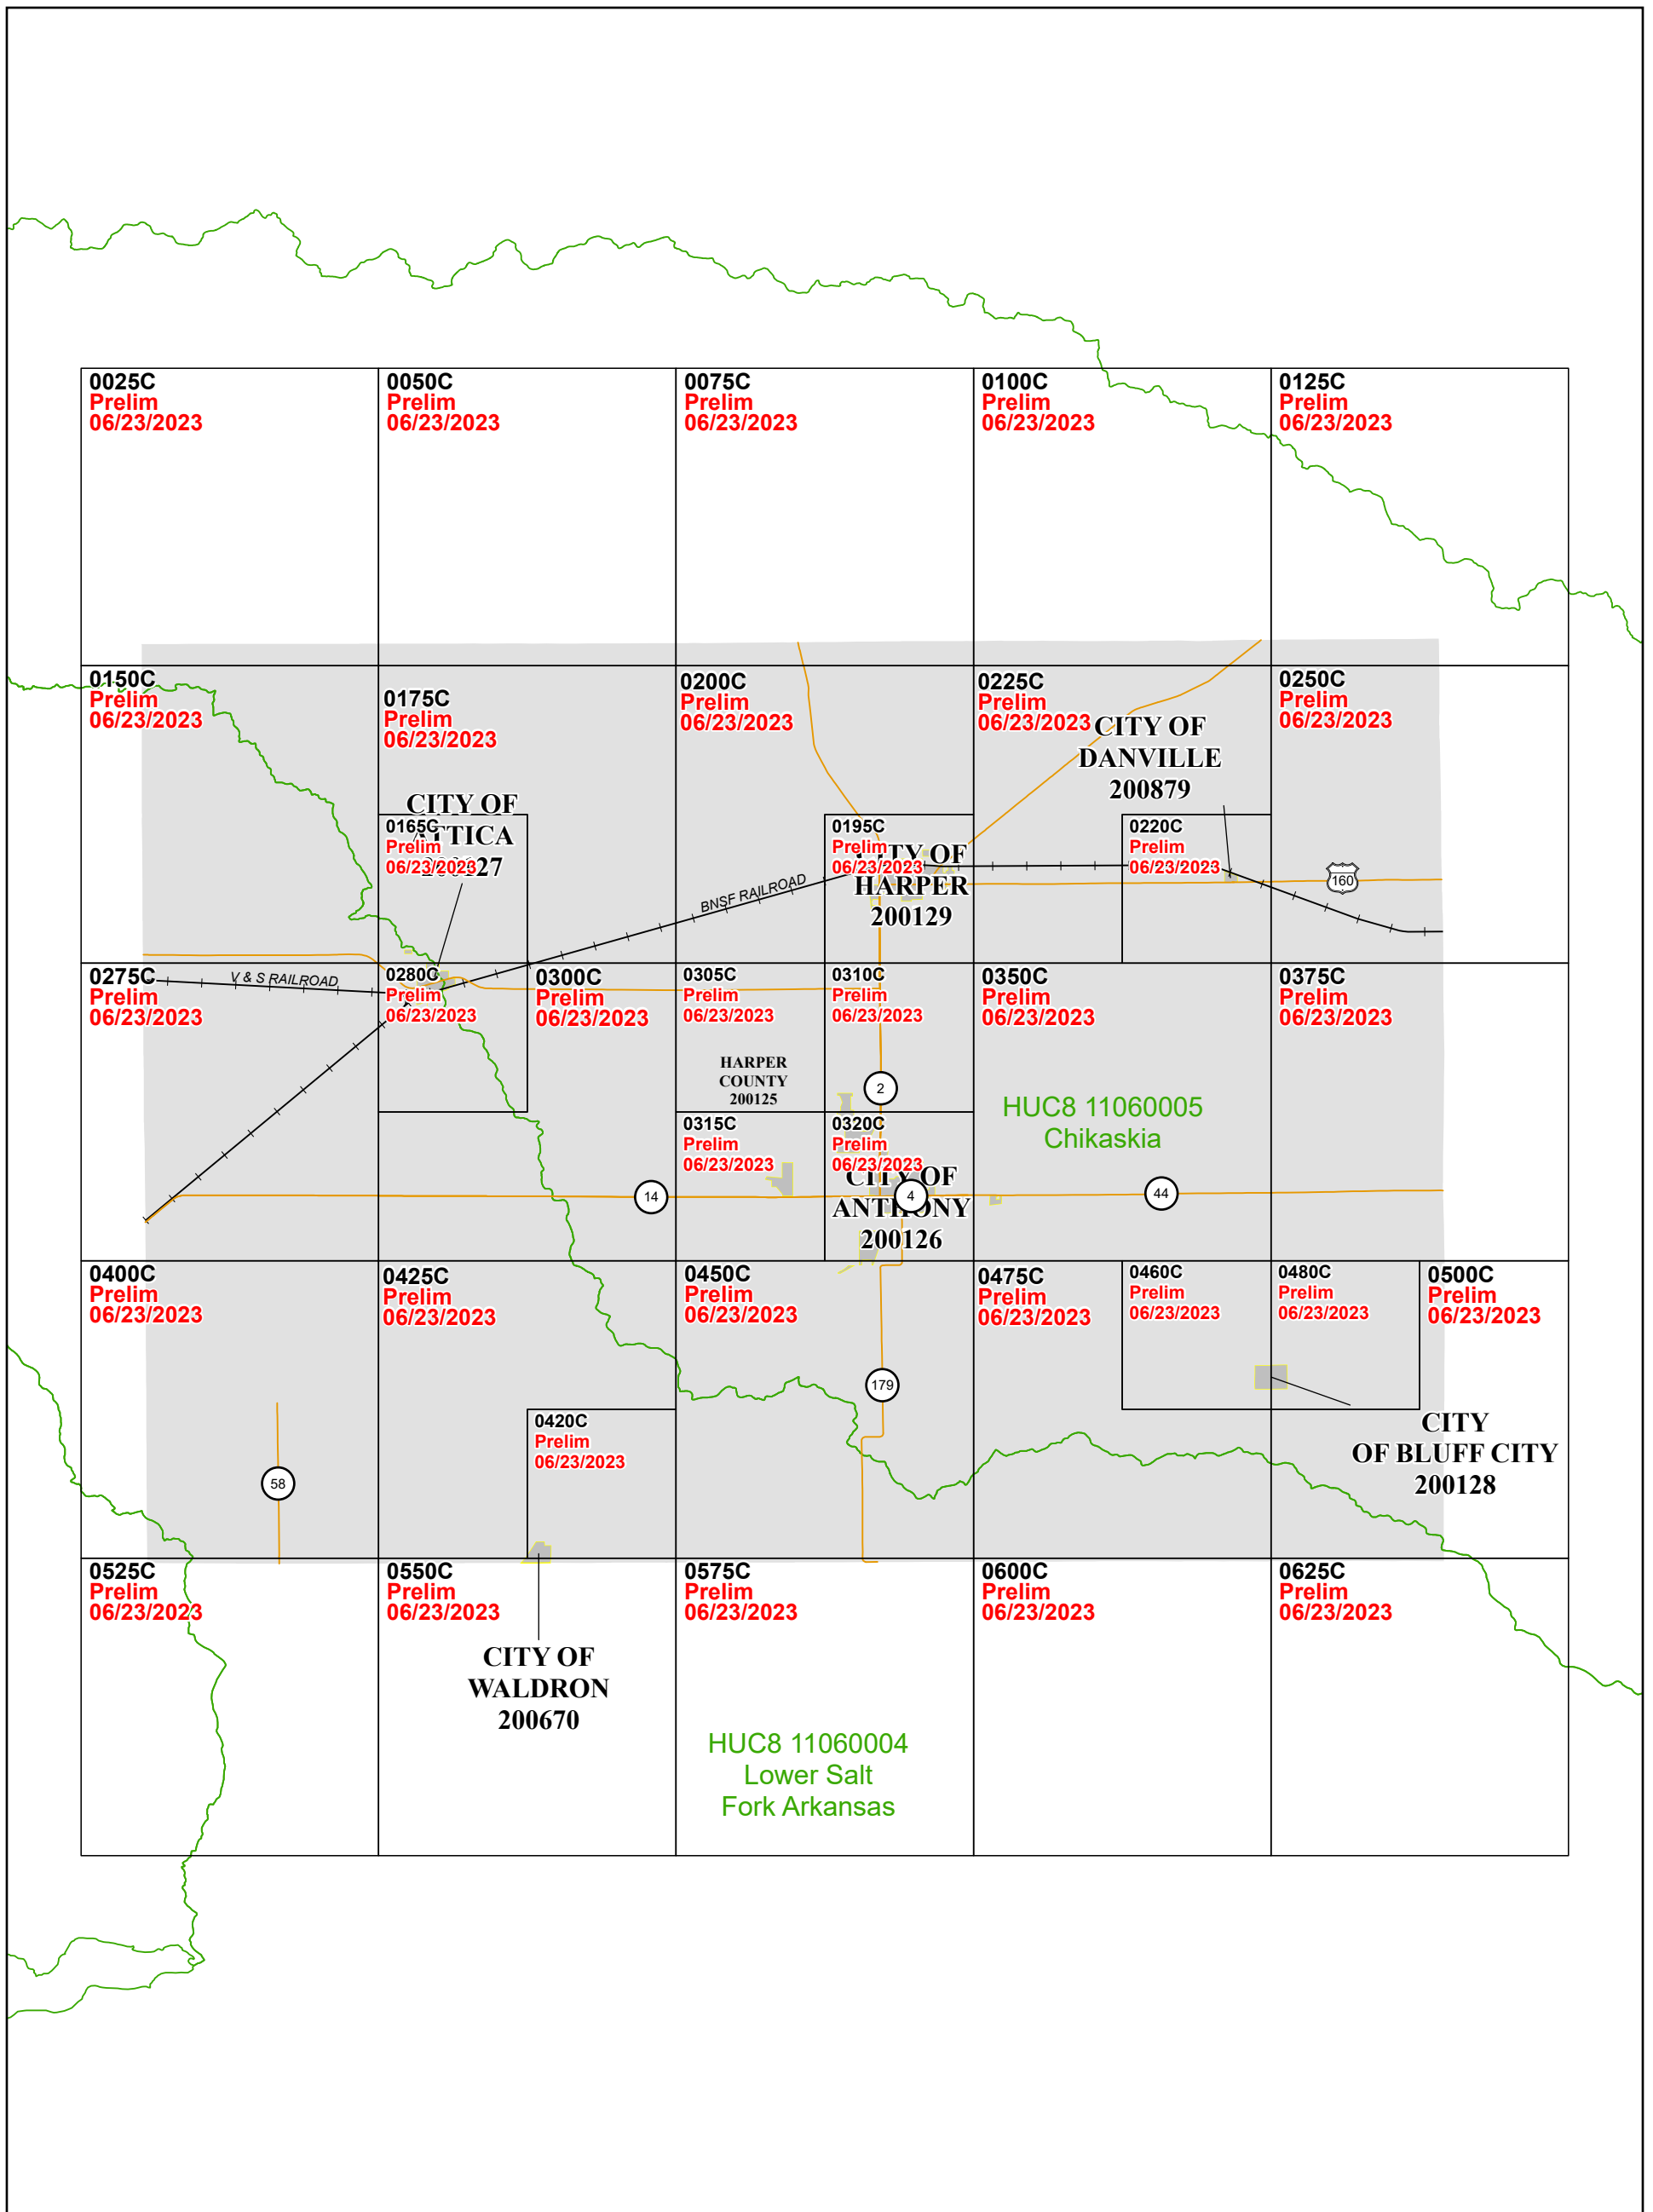 0025C
Prelim
06/23/2023
0050C
Prelim
06/23/2023
0075C
Prelim
06/23/2023
0100C
Prelim
06/23/2023
0125C
Prelim
06/23/2023
0150C
Prelim
06/23/2023
0175C
Prelim
06/23/2023
0200C
Prelim
06/23/2023
0225C
Prelim
06/23/2023
0250C
Prelim
06/23/2023
CITY OF
DANVILLE
200879
CITY OF
ATTICA
0165C
Prelim
06/23/2023
0195C
Prelim
06/23/2023
CITY OF
HARPER
200129
0220C
Prelim
06/23/2023
160
BNSF RAILROAD
V & S RAILROAD
0275C
Prelim
06/23/2023
0280C
Prelim
06/23/2023
0300C
Prelim
06/23/2023
0305C
Prelim
06/23/2023
0310C
Prelim
06/23/2023
0350C
Prelim
06/23/2023
0375C
Prelim
06/23/2023
HARPER
COUNTY
200125
2
HUC8 11060005
Chikaskia
0315C
Prelim
06/23/2023
0320C
Prelim
06/23/2023
CITY OF
ANTHONY
200126
14
4
44
0400C
Prelim
06/23/2023
0425C
Prelim
06/23/2023
0450C
Prelim
06/23/2023
0475C
Prelim
06/23/2023
0460C
Prelim
06/23/2023
0480C
Prelim
06/23/2023
0500C
Prelim
06/23/2023
179
0420C
Prelim
06/23/2023
58
CITY
OF BLUFF CITY
200128
0525C
Prelim
06/23/2023
0550C
Prelim
06/23/2023
0575C
Prelim
06/23/2023
0600C
Prelim
06/23/2023
0625C
Prelim
06/23/2023
CITY OF
WALDRON
200670
HUC8 11060004
Lower Salt
Fork Arkansas